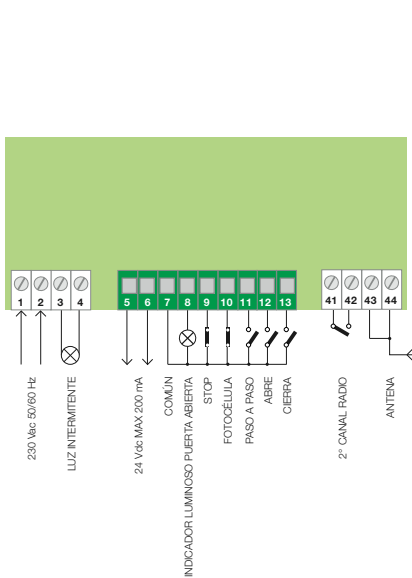 1 2 3 4
5 6 7 8 9 10 11 12 13
41 42 43 44
230 Vac 50/60 Hz
LUZ INTERMITENTE
24 Vdc MAX 200 mA
COMÚN
INDICADOR LUMINOSO PUERTA ABIERTA
STOP
FOTOCÉLULA
PASO A PASO
ABRE
CIERRA
2° CANAL RADIO
ANTENA